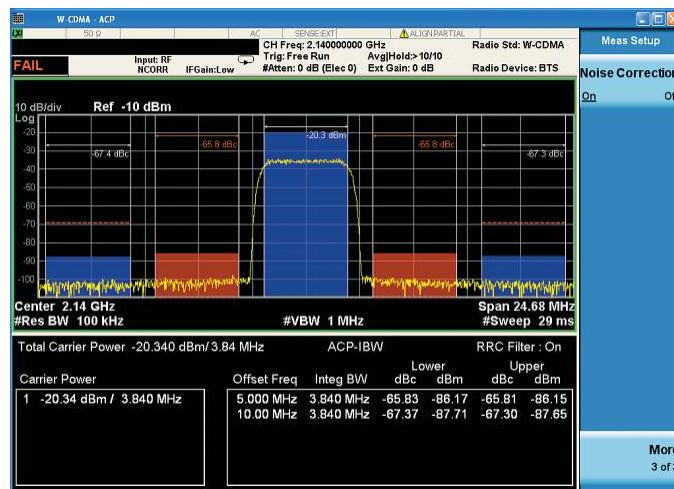 W-CDMA - ACP
LXI
50 Ω
AC
SENSE:EXT
ALIGN PARTIAL
CH Freq: 2.140000000 GHz
Radio Std: W-CDMA
FAIL
Input: RF
Trig: Free Run
Avg|Hold:> 10/10
NCORR
IFGain:Low
#Atten: 0 dB (Elec 0)
Ext Gain: 0 dB
Radio Device: BTS
Meas Setup
Noise Correction
On
10 dB/div
Ref -10 dBm
Log
-20
-30
-40
-50
-60
-70
-80
-90
-100
-67.4 dBc
-65.8 dBc
-20.3 dBm
-65.8 dBc
-67.3 dBc
Center 2.14 GHz
Span 24.68 MHz
#Res BW 100 kHz
#VBW 1 MHz
#Sweep 29 ms
Total Carrier Power -20.340 dBm/ 3.84 MHz
ACP-IBW
RRC Filter : On
Lower
Upper
Carrier Power
Offset Freq
Integ BW
dBc
dBm
dBc
dBm
1 -20.34 dBm / 3.840 MHz
5.000 MHz 3.840 MHz -65.83 -86.17 -65.81 -86.15
10.00 MHz 3.840 MHz -67.37 -87.71 -67.30 -87.65
More
3 of